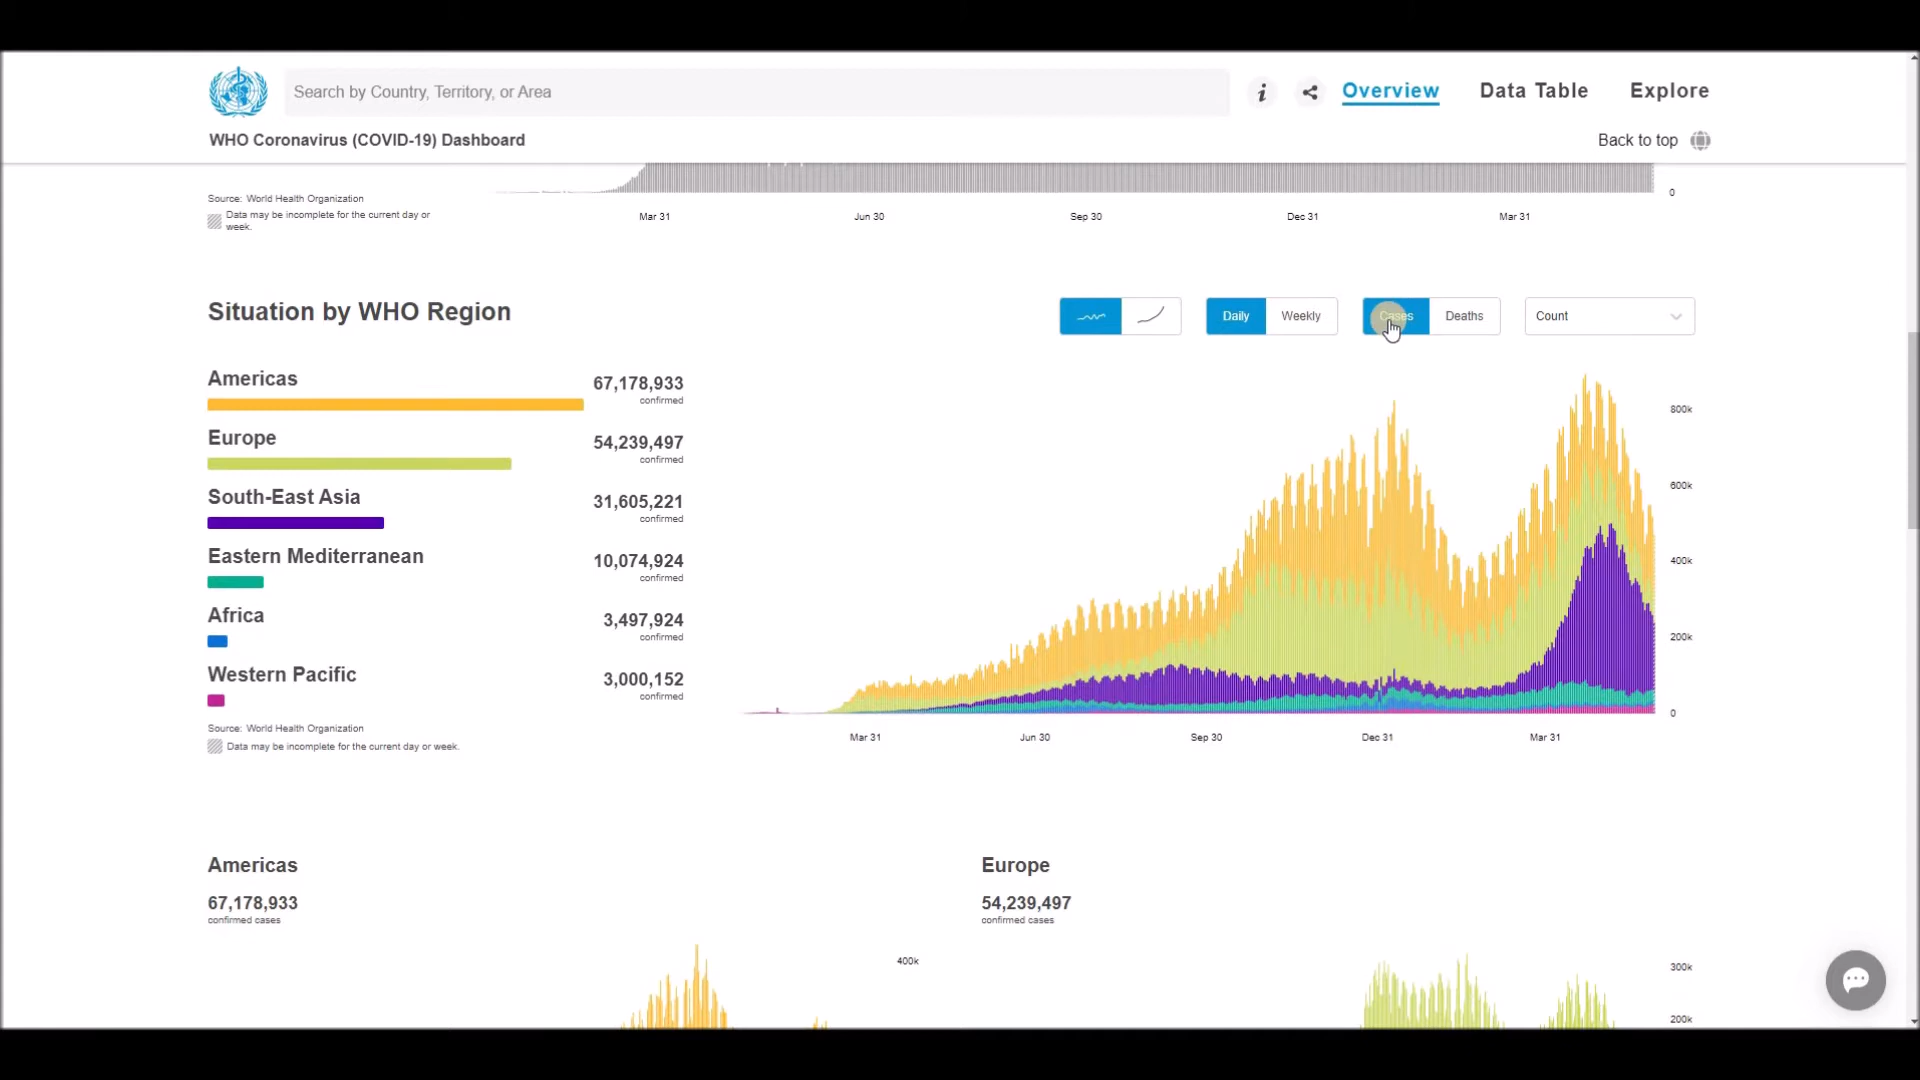 Search by Country, Territory, or Area
i
Overview
Data Table
Explore
WHO Coronavirus (COVID-19) Dashboard
Back to top
0
Source: World Health Organization
Data may be incomplete for the current day or
week.
Mar 31
Jun 30
Sep 30
Dec 31
Mar 31
Situation by WHO Region
Daily
Weekly
Cases
Deaths
Count
Americas
67,178,933
confirmed
Europe
54,239,497
confirmed
South-East Asia
31,605,221
confirmed
Eastern Mediterranean
10,074,924
confirmed
Africa
3,497,924
confirmed
Western Pacific
3,000,152
confirmed
Source: World Health Organization
Data may be incomplete for the current day or week.
800k
600k
400k
200k
0
Mar 31
Jun 30
Sep 30
Dec 31
Mar 31
Americas
67,178,933
confirmed cases
400k
Europe
54,239,497
confirmed cases
300k
200k